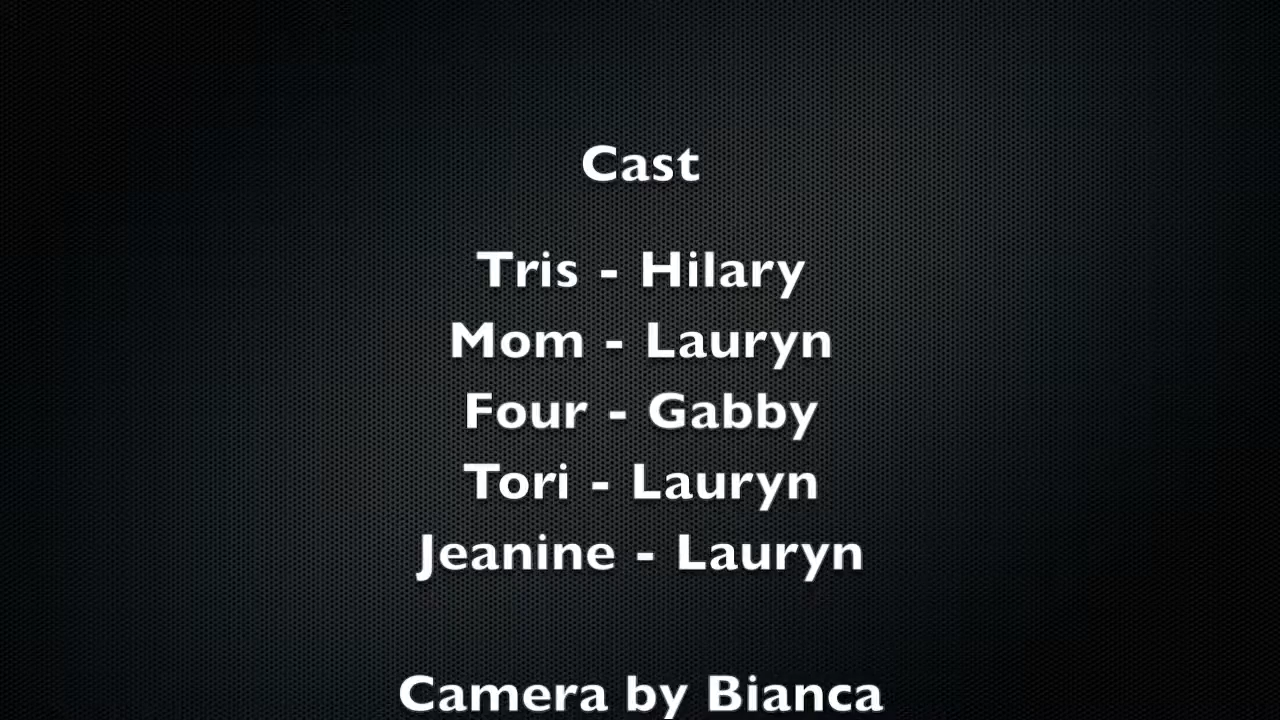 Cast
Tris - Hilary
Mom - Lauryn
Four - Gabby
Tori - Lauryn
Jeanine - Lauryn
Camera by Bianca